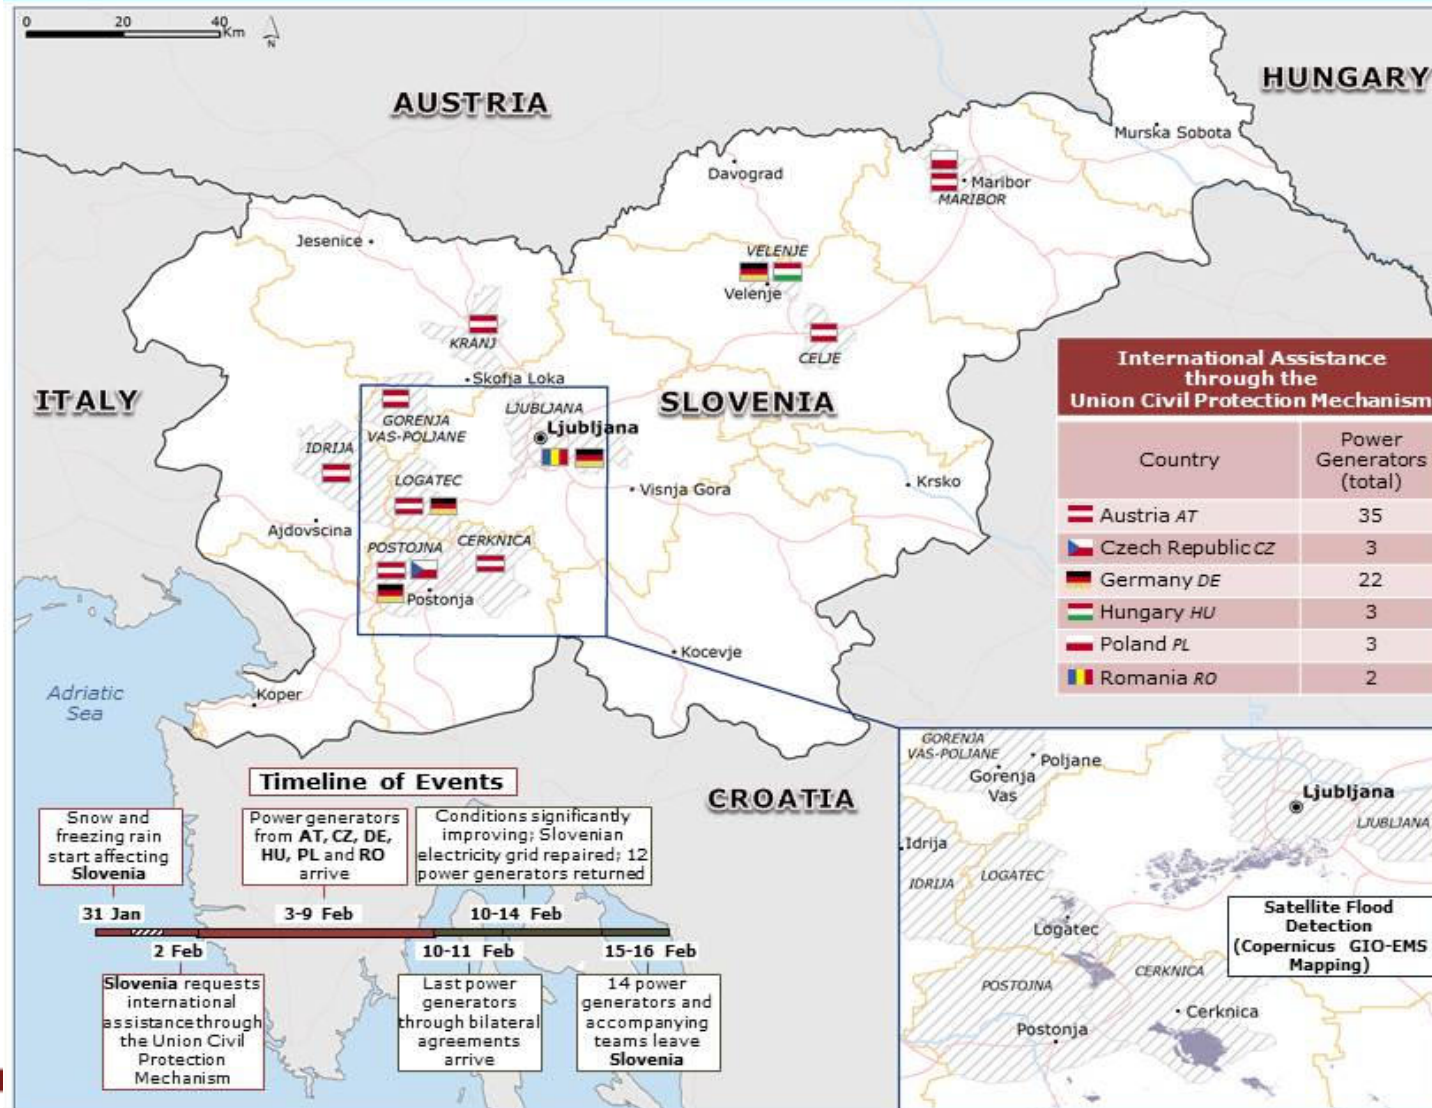 0 20 40
Km
N
AUSTRIA
HUNGARY
Murska Sobota
Davograd
Maribor
MARIBOR
Jesenice
VELENJE
Velenje
KRANJ
CELJE
Skofja Loka
ITALY
SLOVENIA
GORENJA
VAS-POLJANE
LJUBLJANA
Ljubljana
IDRIJA
LOGATEC
Visnja Gora
Krsko
Ajdovscina
POSTOJNA
CERKNICA
Postonja
Kocevje
Koper
Adriatic
Sea
CROATIA
International Assistance
through the
Union Civil Protection Mechanism
Country
Power
Generators
(total)
Austria AT 35
Czech Republic CZ 3
Germany DE 22
Hungary HU 3
Poland PL 3
Romania RO 2
Timeline of Events
Snow and
freezing rain
start affecting
Slovenia
Power generators
from AT, CZ, DE,
HU, PL and RO
arrive
Conditions significantly
improving; Slovenian
electricity grid repaired; 12
power generators returned
31 Jan
3-9 Feb
10-14 Feb
2 Feb
10-11 Feb
15-16 Feb
Slovenia requests
international
assistance through
the Union Civil
Protection
Mechanism
Last power
generators
through bilateral
agreements
arrive
14 power
generators and
accompanying
teams leave
Slovenia
GORENJA
VAS-POLJANE
Poljane
Gorenja
Vas
Ljubljana
LJUBLJANA
Idrija
IDRIJA
LOGATEC
Logatec
Satellite Flood
Detection
(Copernicus GIO-EMS
Mapping)
CERKNICA
POSTOJNA
Cerknica
Postonja